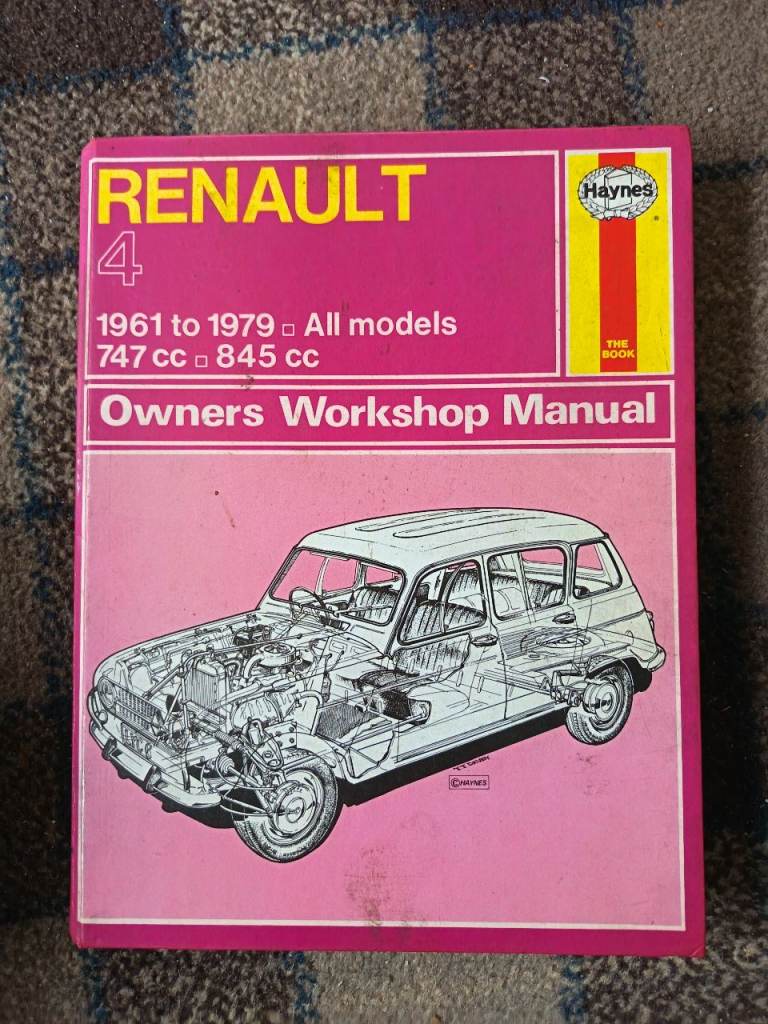 RENAULT
4
1961 to 1979 □ All models
747 cc □ 845 cc
Haynes
®
THE
BOOK
Owners Workshop Manual
©HAYNES